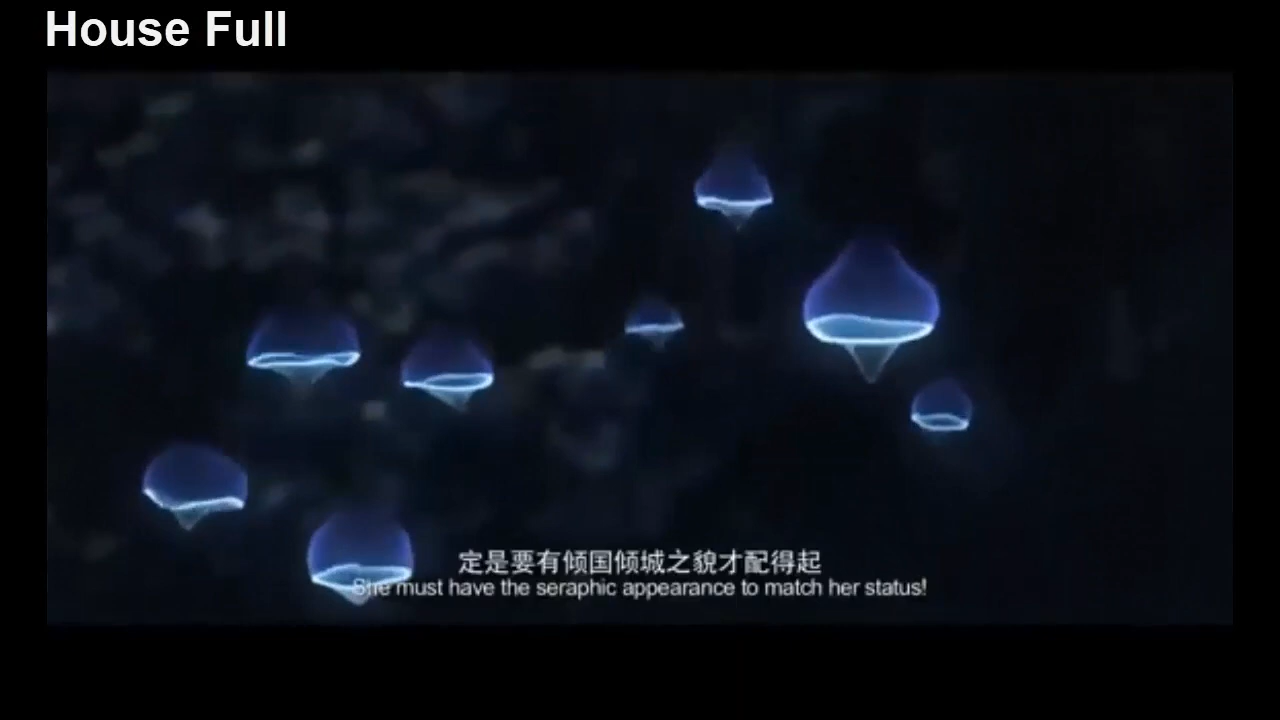 House Full
定是要有倾国倾城之貌才配得起
She must have the seraphic appearance to match her status!